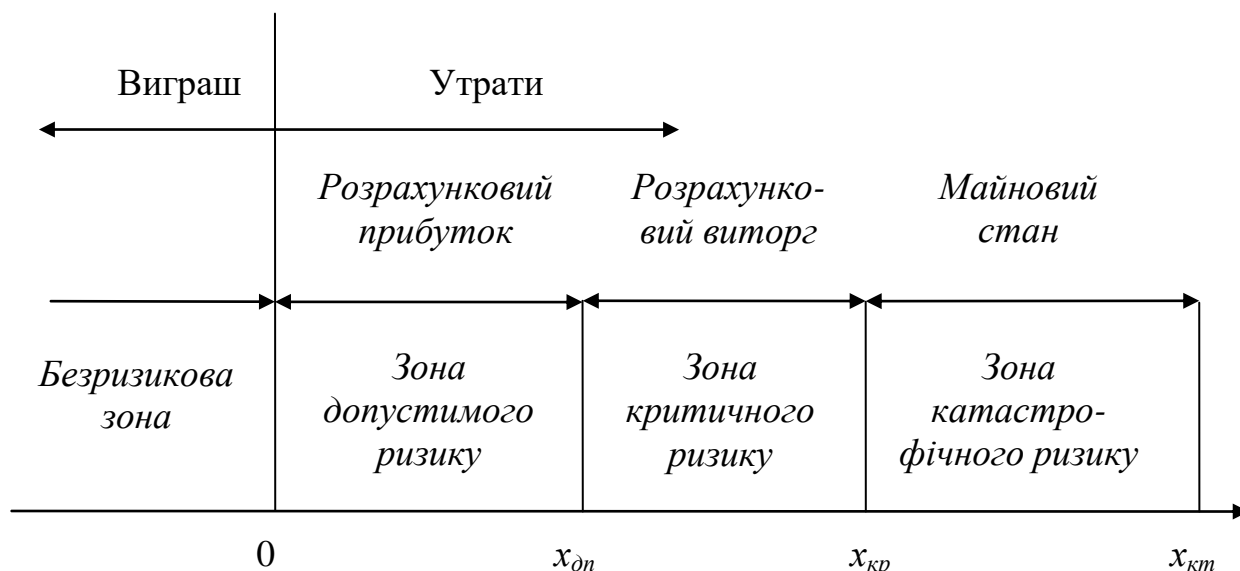 Виграш Утрати
Розрахунковий
прибуток
Розрахунко-
вий виторг
Майновий
стан
Безризикова
зона
Зона
допустимого
ризику
Зона
критичного
ризику
Зона
катастро-
фічного ризику
0 xдп xкр xкт